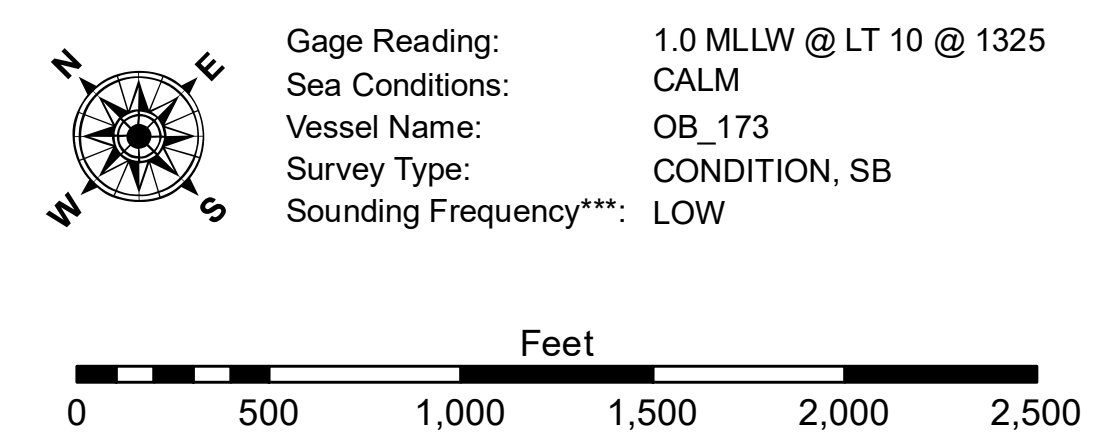 N E
W S
Gage Reading: 1.0 MLLW @ LT 10 @ 1325
Sea Conditions: CALM
Vessel Name: OB_173
Survey Type: CONDITION, SB
Sounding Frequency***: LOW
Feet
0 500 1,000 1,500 2,000 2,500